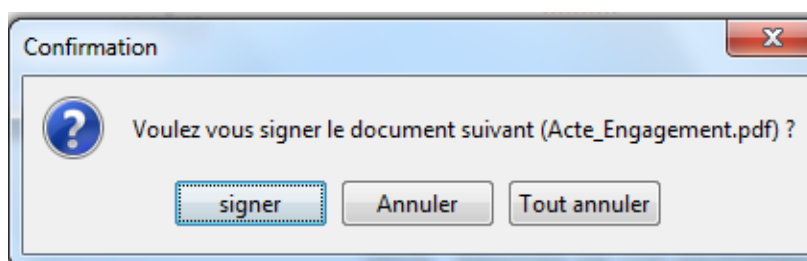 Confirmation
Voulez vous signer le document suivant (Acte_Engagement.pdf) ?
signer
Annuler
Tout annuler